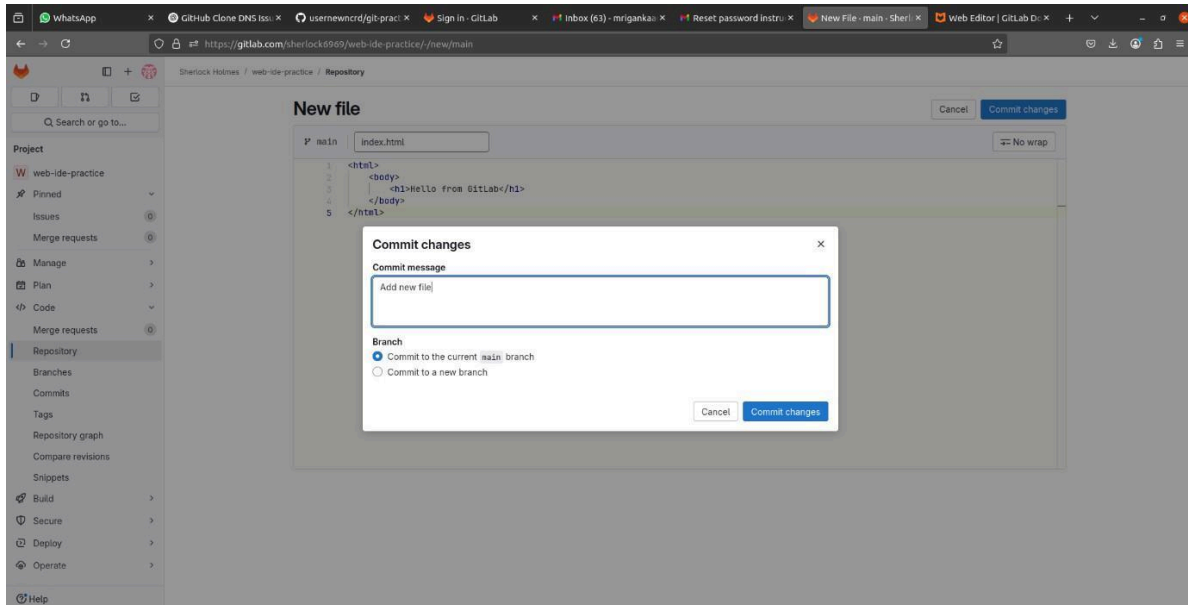 WhatsApp
GitHub Clone DNS Issu
usernewncrd/git-pract
Sign in · GitLab
Inbox (63) - mrigankaa
Reset password instru
New File · main · Sherl
Web Editor | GitLab Do
https://gitlab.com/sherlock6969/web-ide-practice/-/new/main
Sherlock Holmes / web-ide-practice / Repository
Search or go to...
Project
W web-ide-practice
Pinned
Issues 0
Merge requests 0
Manage
Plan
Code
Merge requests 0
Repository
Branches
Commits
Tags
Repository graph
Compare revisions
Snippets
Build
Secure
Deploy
Operate
Help
New file
Cancel Commit changes
main index.html No wrap
1 <html>
2 <body>
3 <h1>Hello from GitLab</h1>
4 </body>
5 </html>
Commit changes
Commit message
Add new file
Branch
Commit to the current main branch
Commit to a new branch
Cancel Commit changes